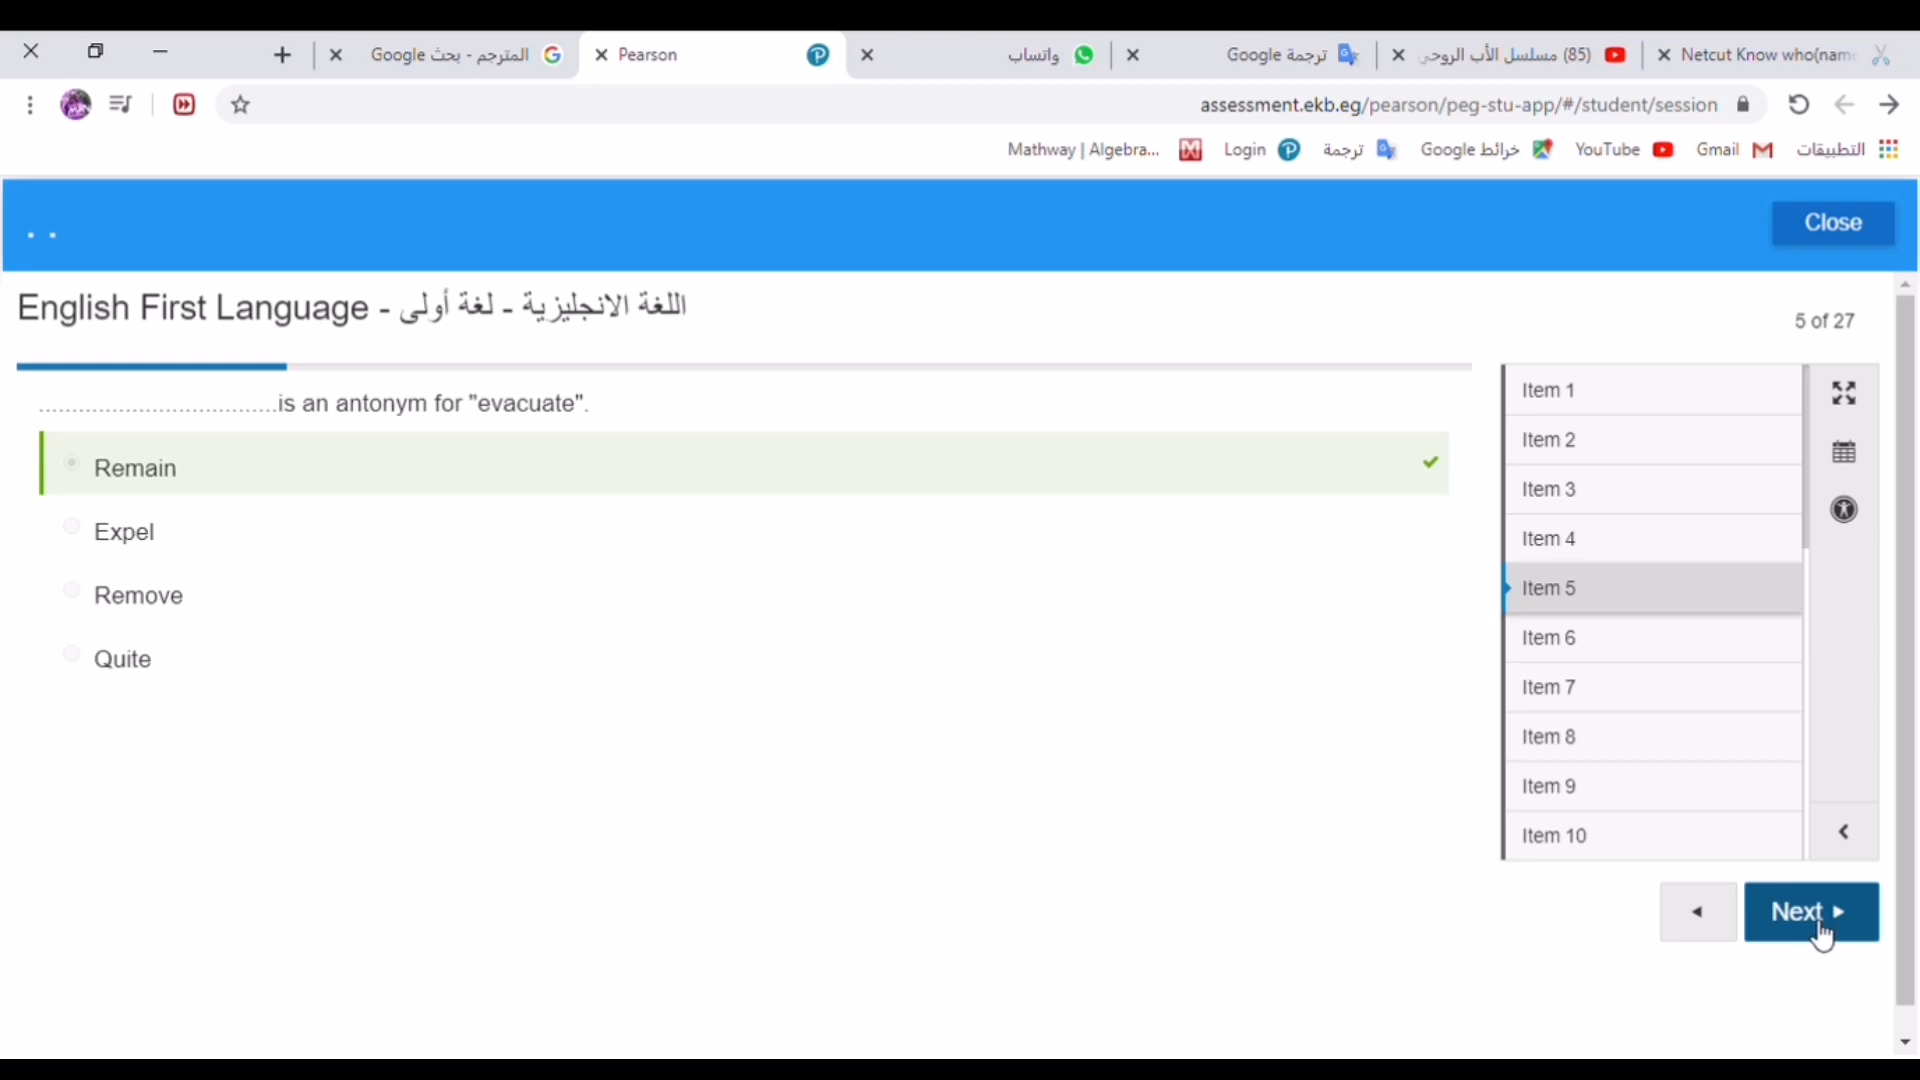 المترجم - بحث Google
Pearson
واتساب
ترجمة Google
(85) مسلسل الأب الروحي
Netcut Know who(name
assessment.ekb.eg/pearson/peg-stu-app/#/student/session
Mathway | Algebra...
Login
ترجمة
خرائط Google
YouTube
Gmail
التطبيقات
. .
Close
English First Language - اللغة الانجليزية - لغة أولى
5 of 27
....................................is an antonym for "evacuate".
Remain
Expel
Remove
Quite
Item 1
Item 2
Item 3
Item 4
Item 5
Item 6
Item 7
Item 8
Item 9
Item 10
Next